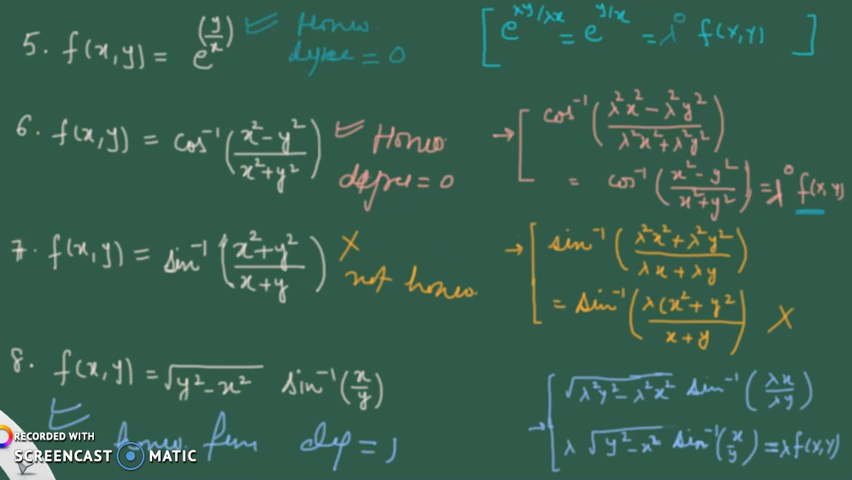 5. f(x,y) = e^(y/x) Homo. [e^(λy/λx) = e^(y/x) = λ^0 f(x,y)]
degree = 0
6. f(x,y) = cos⁻¹((x²-y²)/(x²+y²)) Homo. → [cos⁻¹((λ²x²-λ²y²)/(λ²x²+λ²y²))
degree = 0 = cos⁻¹((x²-y²)/(x²+y²)) = λ^0 f(x,y)
7. f(x,y) = sin⁻¹((x²+y²)/(x+y)) X → [sin⁻¹((λ²x²+λ²y²)/(λx+λy))
not homo. = sin⁻¹(λ(x²+y²)/(x+y)) X
8. f(x,y) = √(y²-x²) sin⁻¹(x/y) → [√(λ²y²-λ²x²) sin⁻¹(λx/λy)
homo. fun deg = 1 λ√(y²-x²) sin⁻¹(x/y) = λf(x,y)
RECORDED WITH
SCREENCAST MATIC